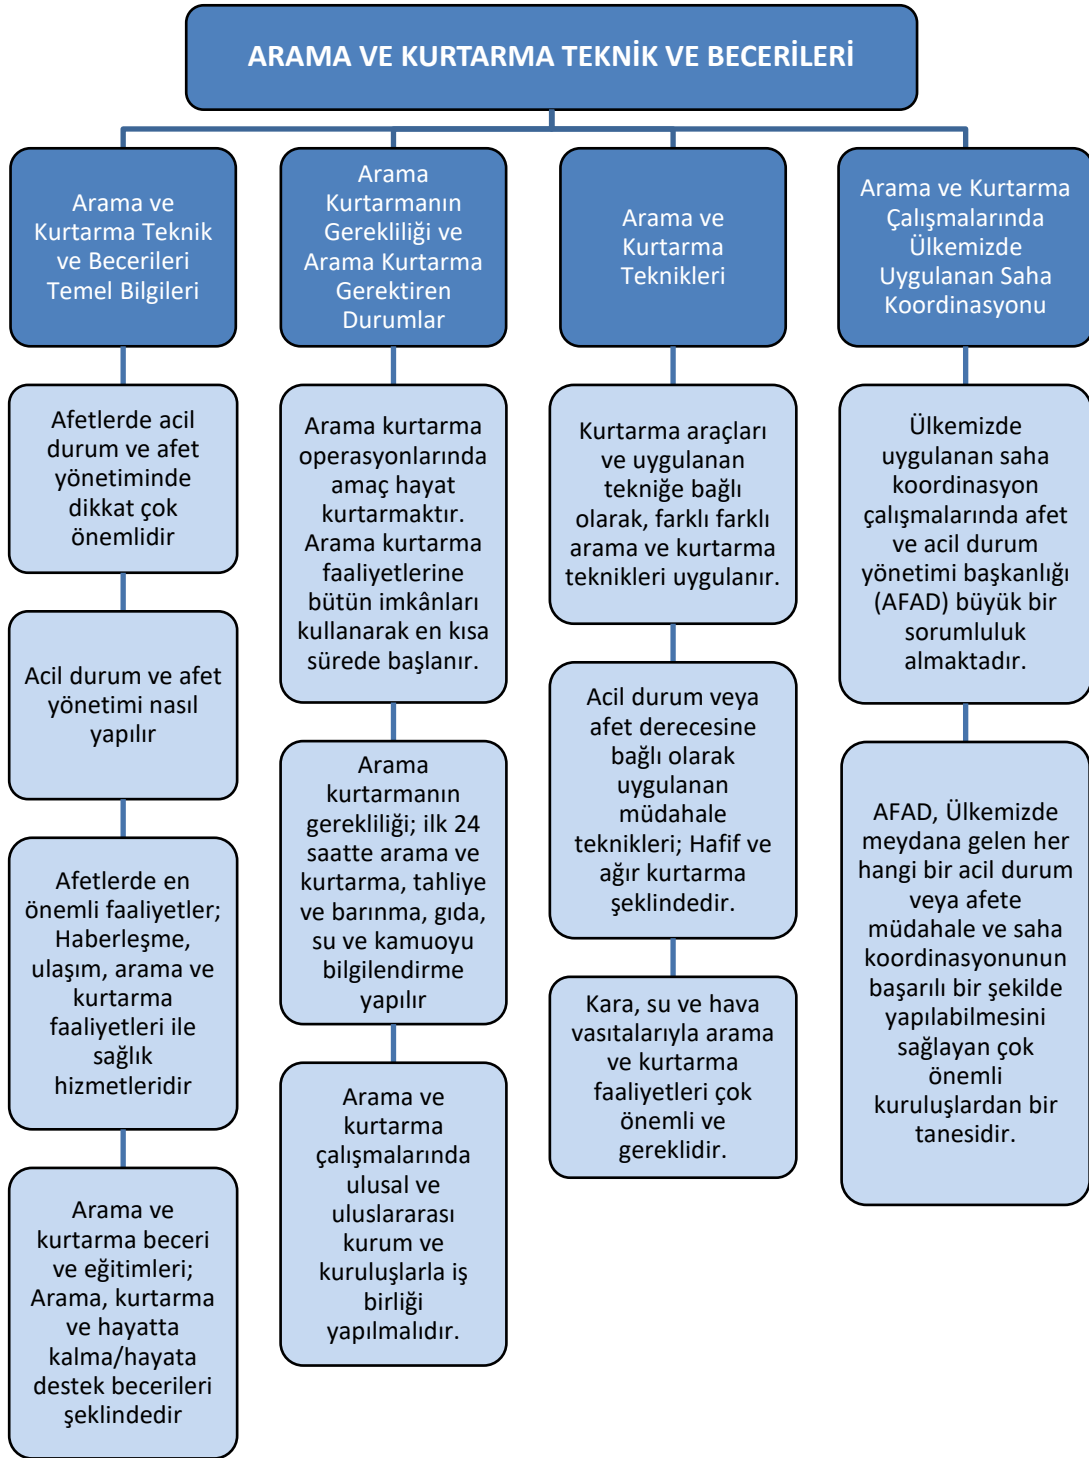 ARAMA VE KURTARMA TEKNİK VE BECERİLERİ
Arama ve
Kurtarma Teknik
ve Becerileri
Temel Bilgileri
Afetlerde acil
durum ve afet
yönetiminde
dikkat çok
önemlidir
Acil durum ve afet
yönetimi nasıl
yapılır
Afetlerde en
önemli faaliyetler;
Haberleşme,
ulaşım, arama ve
kurtarma
faaliyetleri ile
sağlık
hizmetleridir
Arama ve
kurtarma beceri
ve eğitimleri;
Arama, kurtarma
ve hayatta
kalma/hayata
destek becerileri
şeklindedir
Arama
Kurtarmanın
Gerekliliği ve
Arama Kurtarma
Gerektiren
Durumlar
Arama kurtarma
operasyonlarında
amaç hayat
kurtarmaktır.
Arama kurtarma
faaliyetlerine
bütün imkânları
kullanarak en kısa
sürede başlanır.
Arama
kurtarmanın
gerekliliği; ilk 24
saatte arama ve
kurtarma, tahliye
ve barınma, gıda,
su ve kamuoyu
bilgilendirme
yapılır
Arama ve
kurtarma
çalışmalarında
ulusal ve
uluslararası
kurum ve
kuruluşlarla iş
birliği
yapılmalıdır.
Arama ve
Kurtarma
Teknikleri
Kurtarma araçları
ve uygulanan
tekniğe bağlı
olarak, farklı farklı
arama ve kurtarma
teknikleri uygulanır.
Acil durum veya
afet derecesine
bağlı olarak
uygulanan
müdahale
teknikleri; Hafif ve
ağır kurtarma
şeklindedir.
Kara, su ve hava
vasıtalarıyla arama
ve kurtarma
faaliyetleri çok
önemli ve
gereklidir.
Arama ve Kurtarma
Çalışmalarında
Ülkemizde
Uygulanan Saha
Koordinasyonu
Ülkemizde
uygulanan saha
koordinasyon
çalışmalarında afet
ve acil durum
yönetimi başkanlığı
(AFAD) büyük bir
sorumluluk
almaktadır.
AFAD, Ülkemizde
meydana gelen her
hangi bir acil durum
veya afete
müdahale ve saha
koordinasyonunun
başarılı bir şekilde
yapılabilmesini
sağlayan çok
önemli
kuruluşlardan bir
tanesidir.